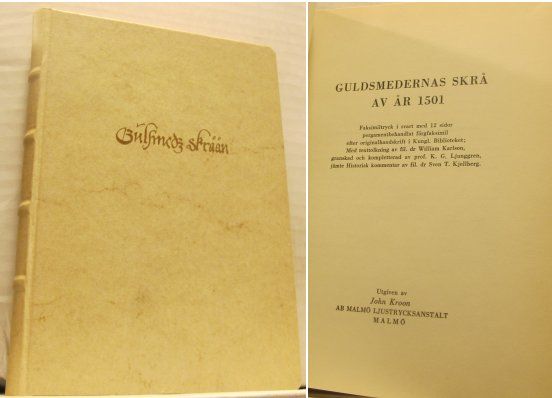 Gulsmedz skrään
GULDSMEDERNAS SKRÅ
AV ÅR 1501
Faksimiltryck i svart med 12 sidor
pergamentbehandlat färgfaksimil
efter originalhandskrift i Kungl. Biblioteket;
Med texttolkning av fil. dr William Karlson,
granskad och kompletterad av prof. K. G. Ljunggren,
jämte Historisk kommentar av fil. dr Sven T. Kjellberg.
Utgiven av
John Kroon
AB MALMÖ LJUSTRYCKSANSTALT
MALMÖ